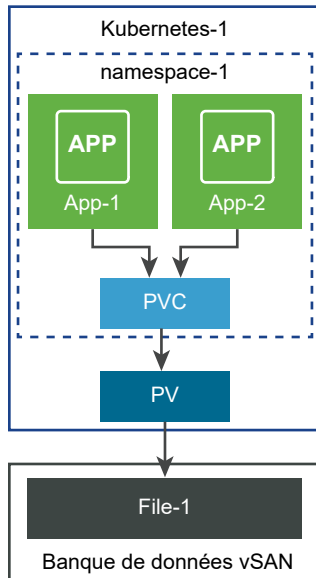 Kubernetes-1
namespace-1
APP
APP
App-1
App-2
PVC
PV
File-1
Banque de données vSAN